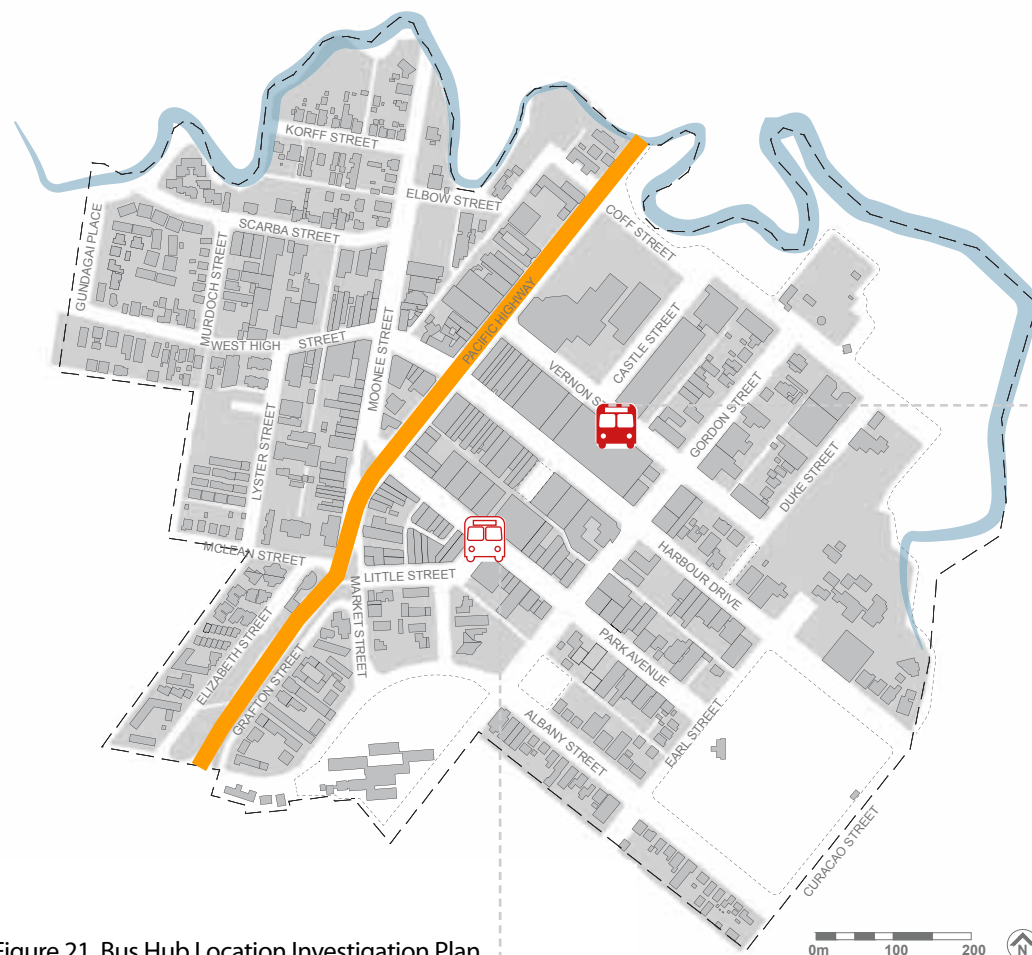 KORFF STREET
ELBOW STREET
SCARBA STREET
GUNDAGAI PLACE
MURDOCH STREET
COFF STREET
WEST HIGH STREET
MOONEE STREET
PACIFIC HIGHWAY
CASTLE STREET
VERNON
GORDON STREET
LYSTER STREET
DUKE STREET
MCLEAN STREET
LITTLE STREET
HARBOUR DRIVE
MARKET STREET
ELIZABETH STREET
GRAFTON STREET
PARK AVENUE
ALBANY STREET
EARL STREET
CURACAO STREET
Figure 21. Bus Hub Location Investigation Plan
0m 100 200
N